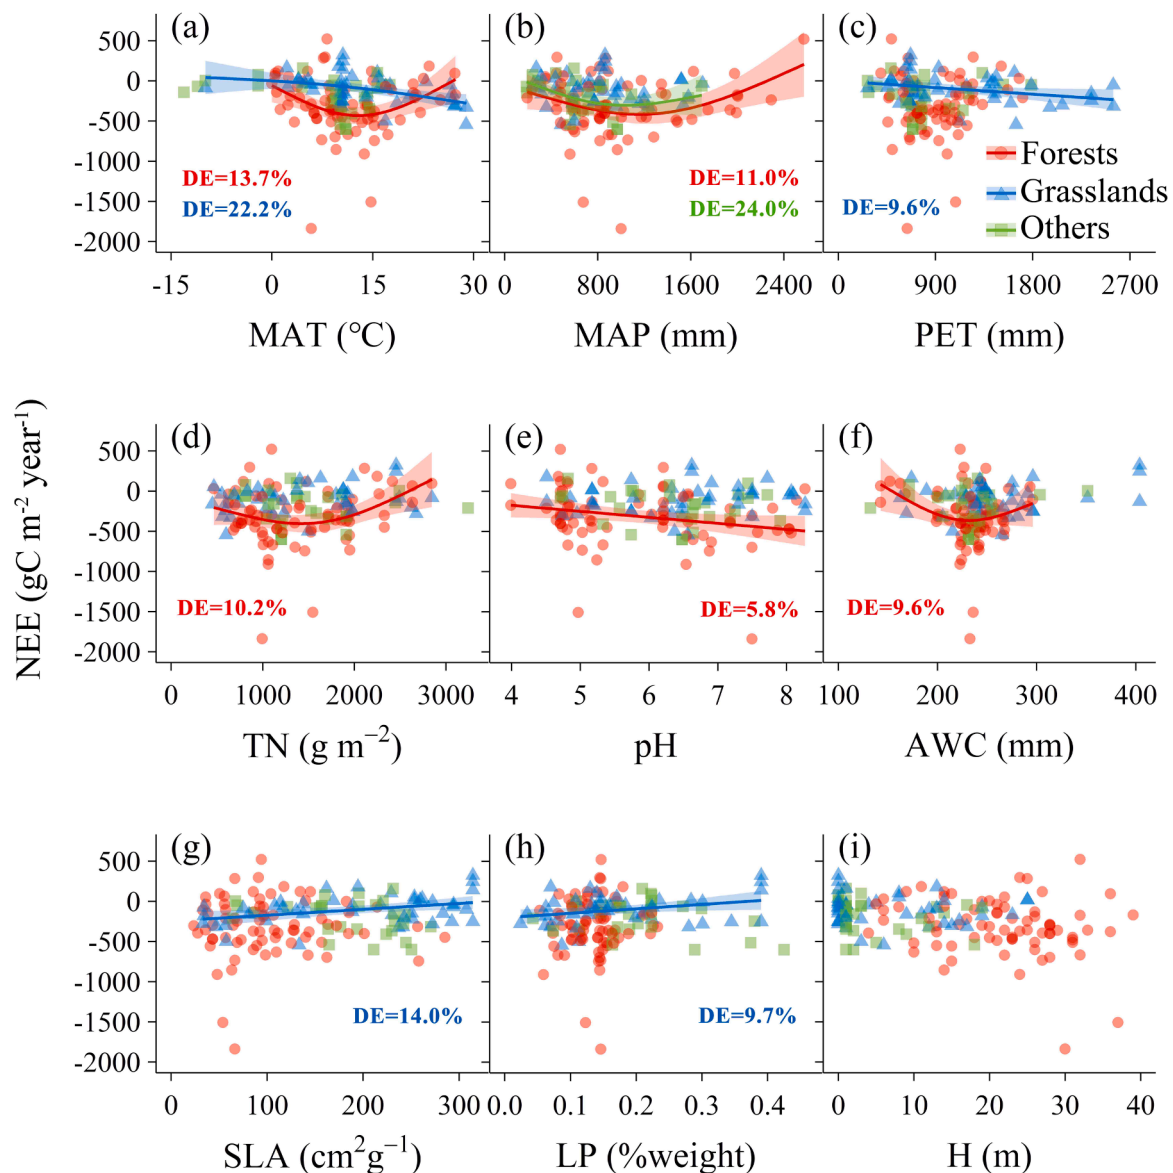 (a) (b) (c)
500
0
-500
-1000
-1500
-2000
DE=13.7%
DE=22.2%
DE=11.0%
DE=24.0%
DE=9.6%
Forests
Grasslands
Others
-15 0 15 30
0 800 1600 2400
0 900 1800 2700
MAT (°C) MAP (mm) PET (mm)
NEE (gC m⁻² year⁻¹)
(d) (e) (f)
500
0
-500
-1000
-1500
-2000
DE=10.2%
DE=5.8%
DE=9.6%
0 1000 2000 3000
4 5 6 7 8
100 200 300 400
TN (g m⁻²) pH AWC (mm)
(g) (h) (i)
500
0
-500
-1000
-1500
-2000
DE=14.0%
DE=9.7%
0 100 200 300
0.0 0.1 0.2 0.3 0.4
0 10 20 30 40
SLA (cm²g⁻¹) LP (%weight) H (m)